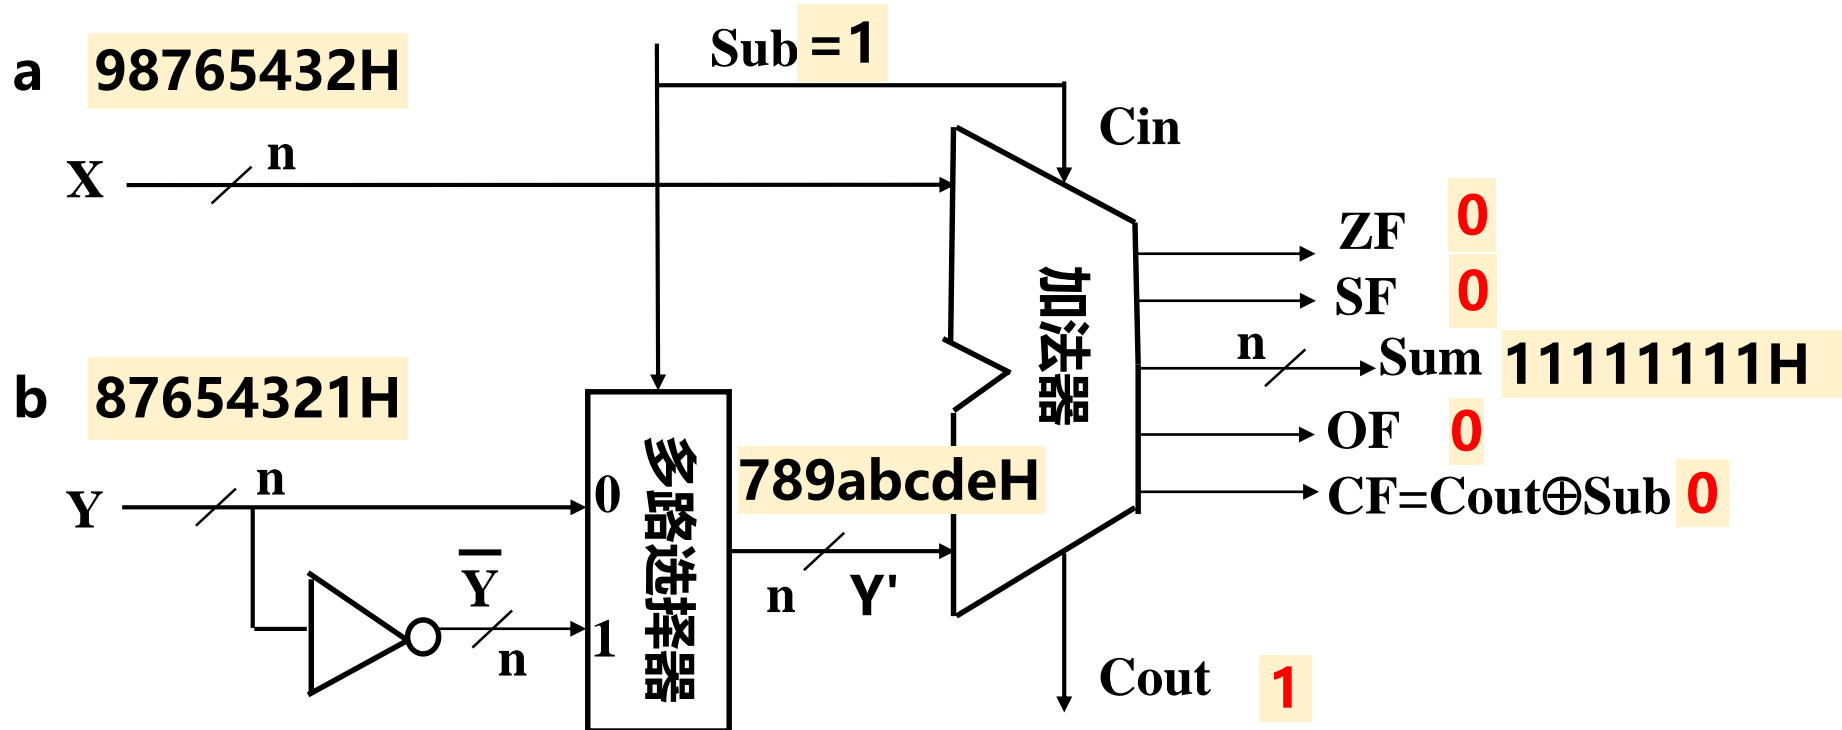 Sub =1
a 98765432H
Cin
n
X
ZF 0
SF 0
加法器
n Sum 11111111H
b 87654321H
OF 0
多路选择器
789abcdeH
n 0
CF=Cout⊕Sub 0
Y
Y̅
n Y'
1
n
Cout 1